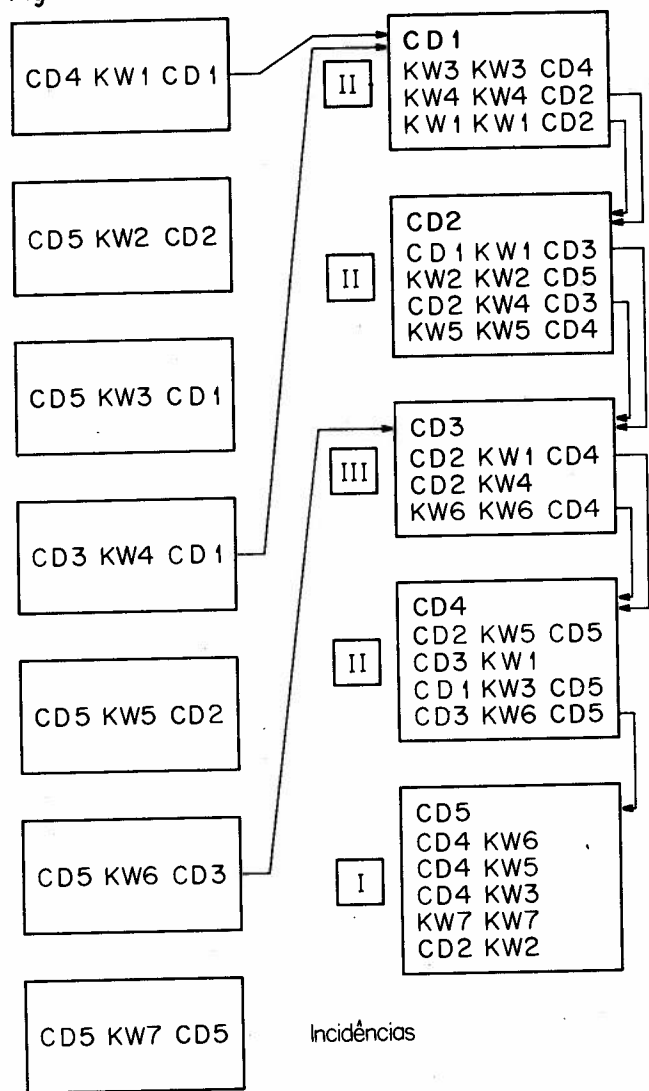 CD4 KW1 CD1
CD5 KW2 CD2
CD5 KW3 CD1
CD3 KW4 CD1
CD5 KW5 CD2
CD5 KW6 CD3
CD5 KW7 CD5
II
CD1
KW3 KW3 CD4
KW4 KW4 CD2
KW1 KW1 CD2
II
CD2
CD1 KW1 CD3
KW2 KW2 CD5
CD2 KW4 CD3
KW5 KW5 CD4
III
CD3
CD2 KW1 CD4
CD2 KW4
KW6 KW6 CD4
II
CD4
CD2 KW5 CD5
CD3 KW1
CD1 KW3 CD5
CD3 KW6 CD5
I
CD5
CD4 KW6
CD4 KW5
CD4 KW3
KW7 KW7
CD2 KW2
Incidências